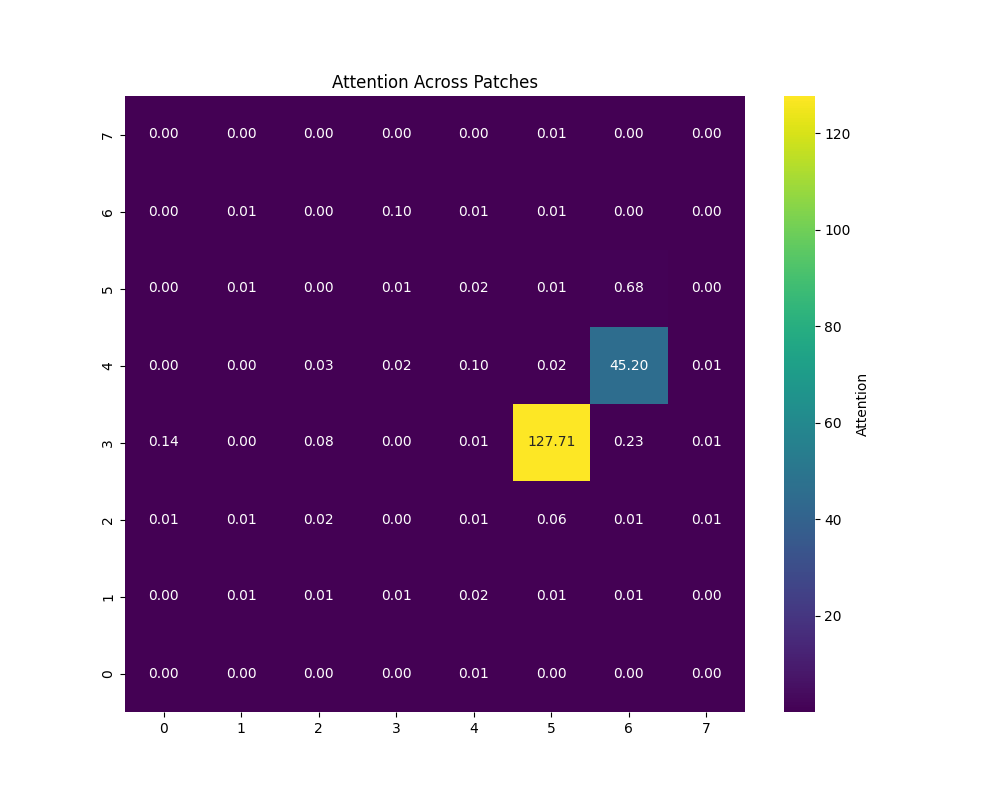 Attention Across Patches
7 0.00 0.00 0.00 0.00 0.00 0.01 0.00 0.00
6 0.00 0.01 0.00 0.10 0.01 0.01 0.00 0.00
5 0.00 0.01 0.00 0.01 0.02 0.01 0.68 0.00
4 0.00 0.00 0.03 0.02 0.10 0.02 45.20 0.01
3 0.14 0.00 0.08 0.00 0.01 127.71 0.23 0.01
2 0.01 0.01 0.02 0.00 0.01 0.06 0.01 0.01
1 0.00 0.01 0.01 0.01 0.02 0.01 0.01 0.00
0 0.00 0.00 0.00 0.00 0.01 0.00 0.00 0.00
0 1 2 3 4 5 6 7
120
100
80
60
40
20
Attention